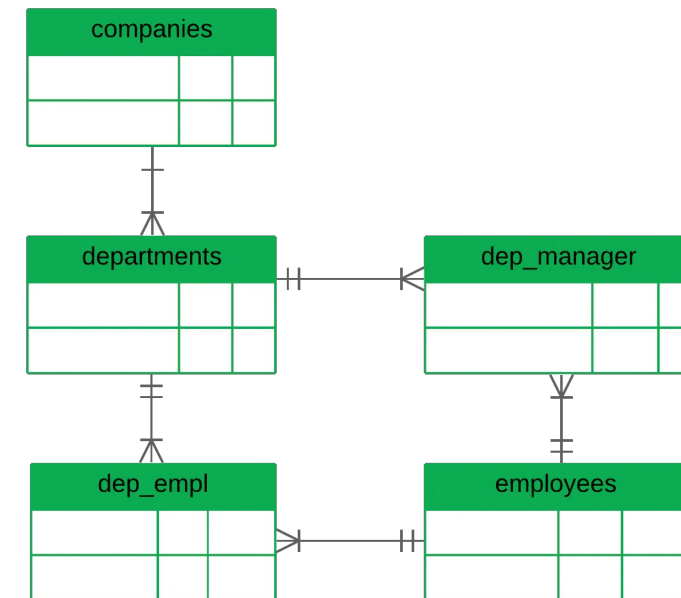 companies
departments
dep_manager
dep_empl
employees